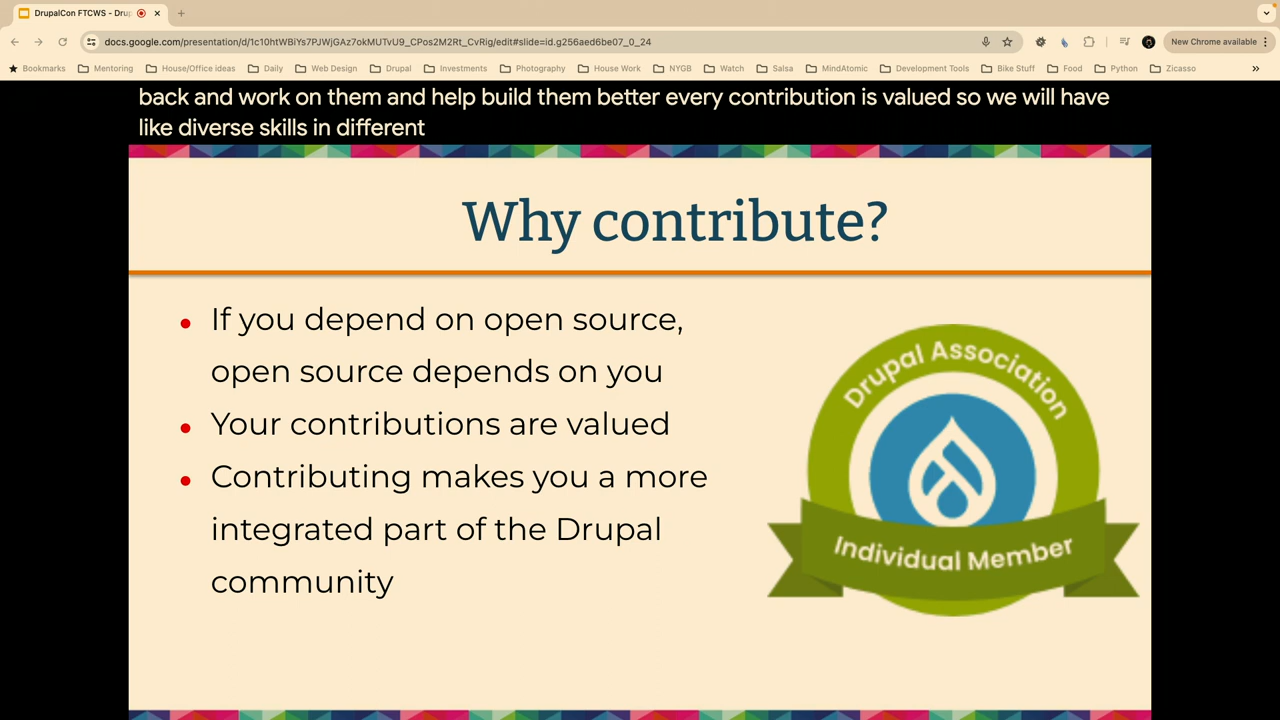 DrupalCon FTCWS - Drup
docs.google.com/presentation/d/1c10htWBiYs7PJWjGAz7okMUTvU9_CPos2M2Rt_CvRig/edit#slide=id.g256aed6be07_0_24
New Chrome available
Bookmarks Mentoring House/Office ideas Daily Web Design Drupal Investments Photography House Work NYGB Watch Salsa MindAtomic Development Tools Bike Stuff Food Python Zicasso
back and work on them and help build them better every contribution is valued so we will have
like diverse skills in different
Why contribute?
If you depend on open source,
open source depends on you
Your contributions are valued
Contributing makes you a more
integrated part of the Drupal
community
Drupal Association
Individual Member